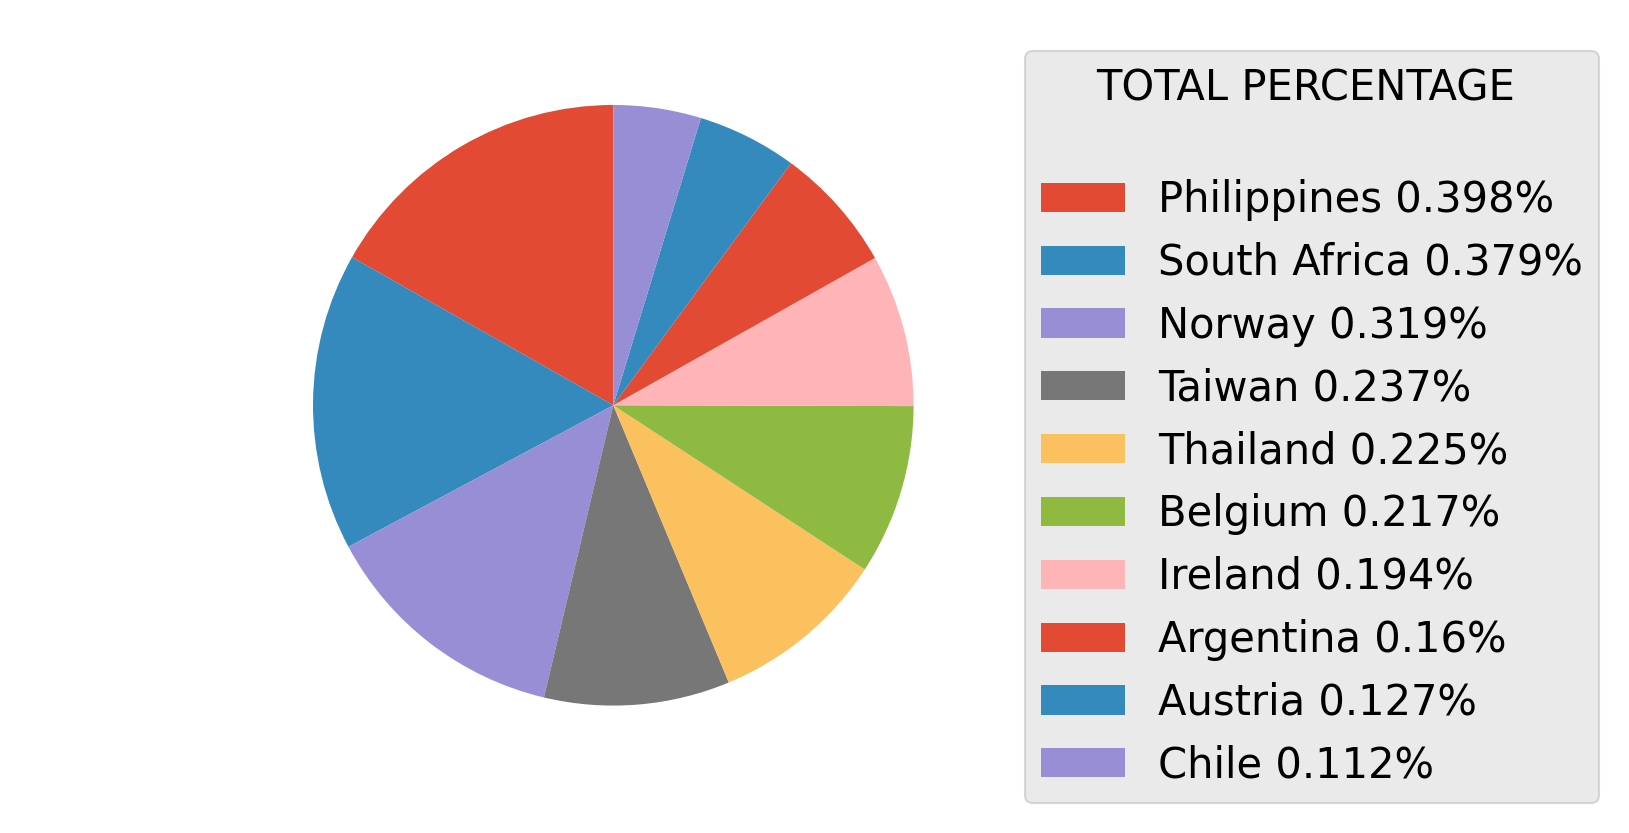 TOTAL PERCENTAGE
Philippines 0.398%
South Africa 0.379%
Norway 0.319%
Taiwan 0.237%
Thailand 0.225%
Belgium 0.217%
Ireland 0.194%
Argentina 0.16%
Austria 0.127%
Chile 0.112%